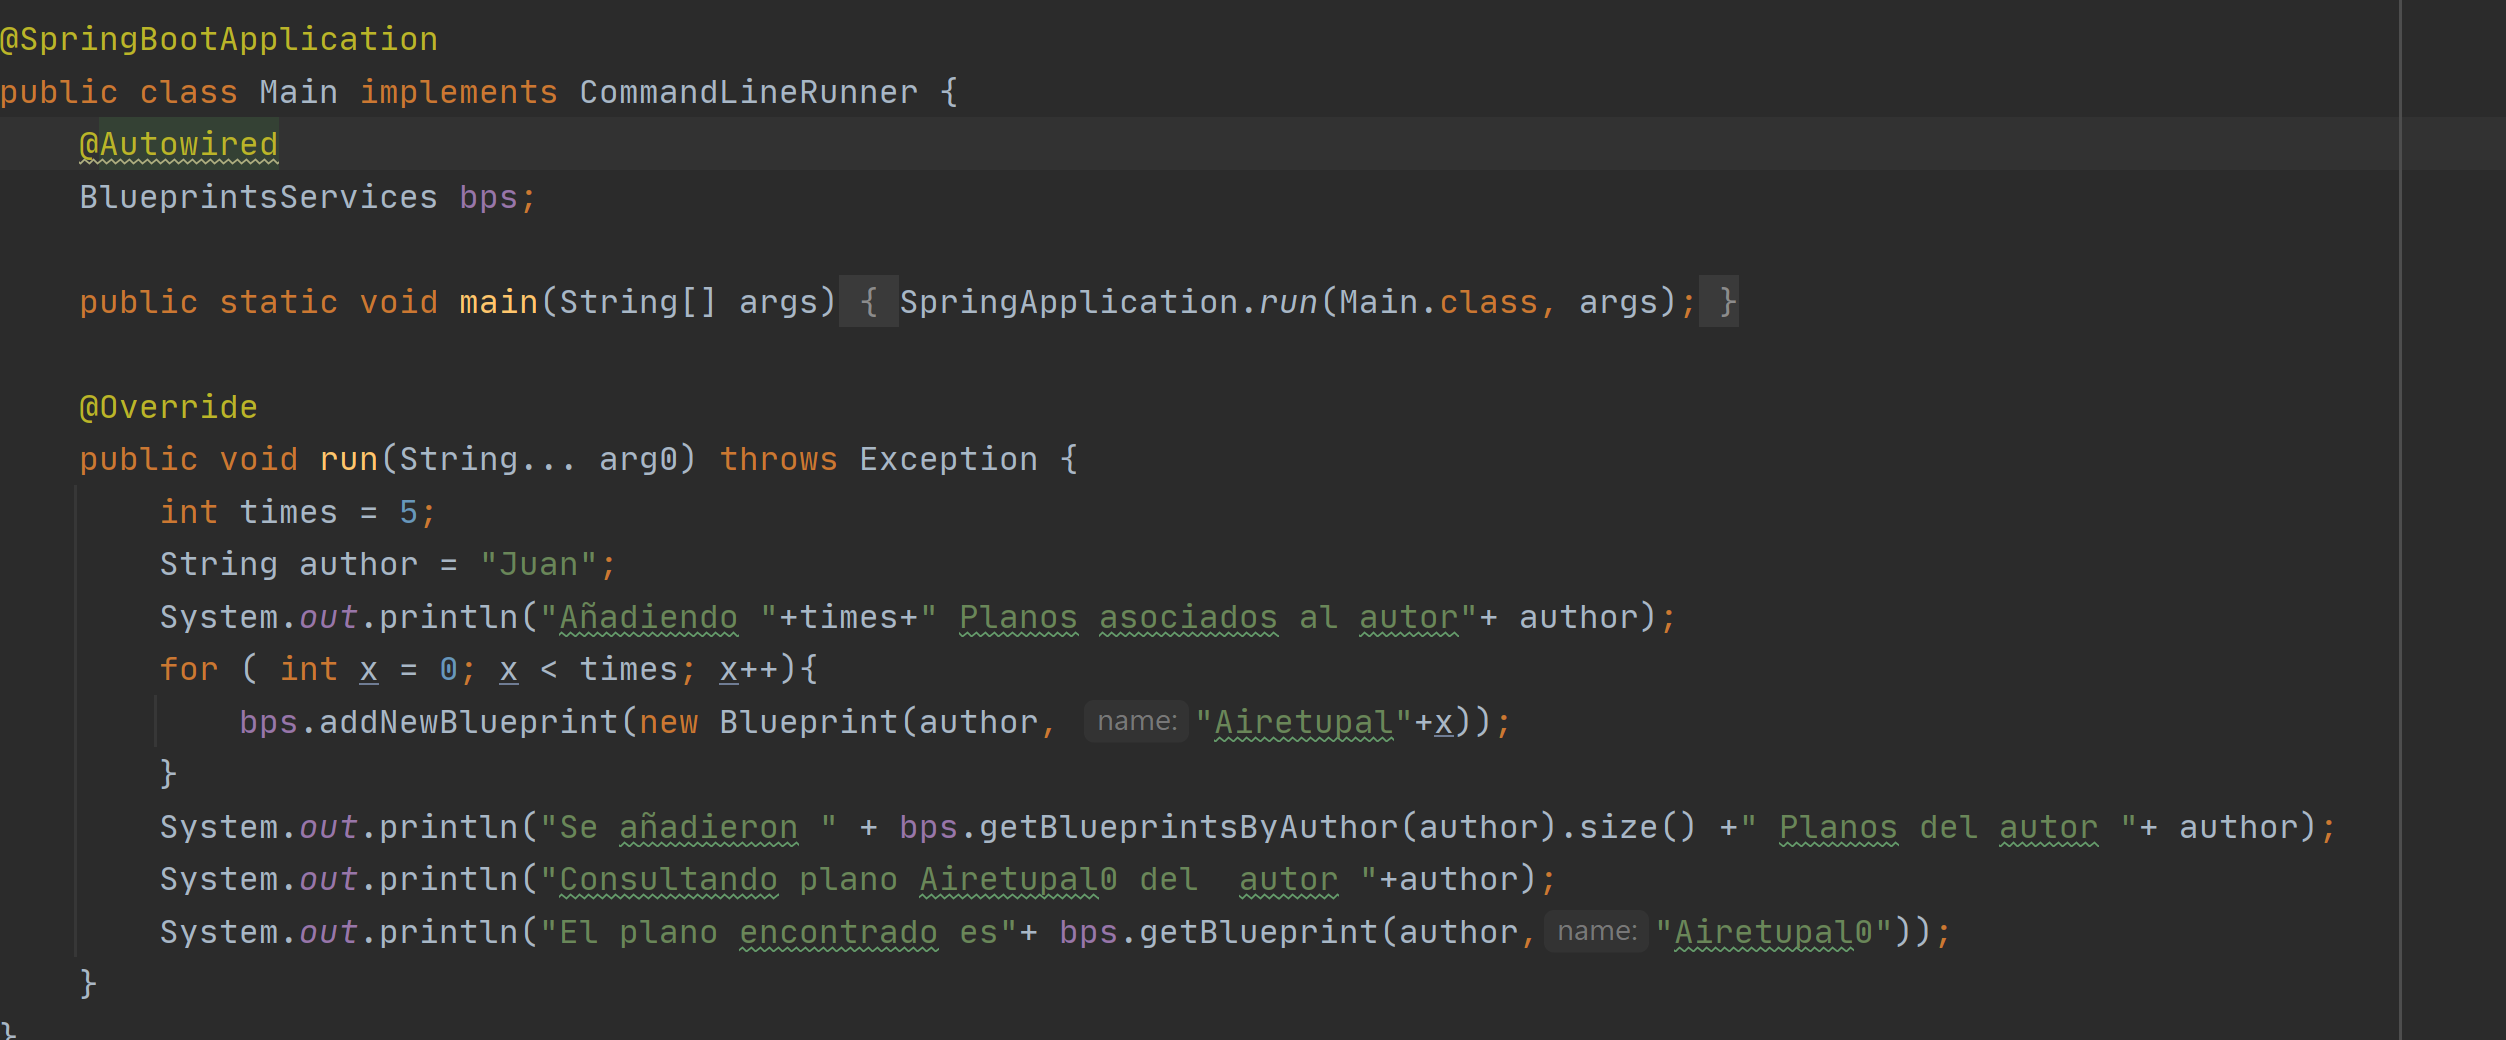 @SpringBootApplication
public class Main implements CommandLineRunner {
@Autowired
BlueprintsServices bps;
public static void main(String[] args) { SpringApplication.run(Main.class, args); }
@Override
public void run(String... arg0) throws Exception {
int times = 5;
String author = "Juan";
System.out.println("Añadiendo "+times+" Planos asociados al autor"+ author);
for ( int x = 0; x < times; x++){
bps.addNewBlueprint(new Blueprint(author, name: "Airetupal"+x));
}
System.out.println("Se añadieron " + bps.getBlueprintsByAuthor(author).size() +" Planos del autor "+ author);
System.out.println("Consultando plano Airetupal0 del  autor "+author);
System.out.println("El plano encontrado es"+ bps.getBlueprint(author, name: "Airetupal0"));
}
}